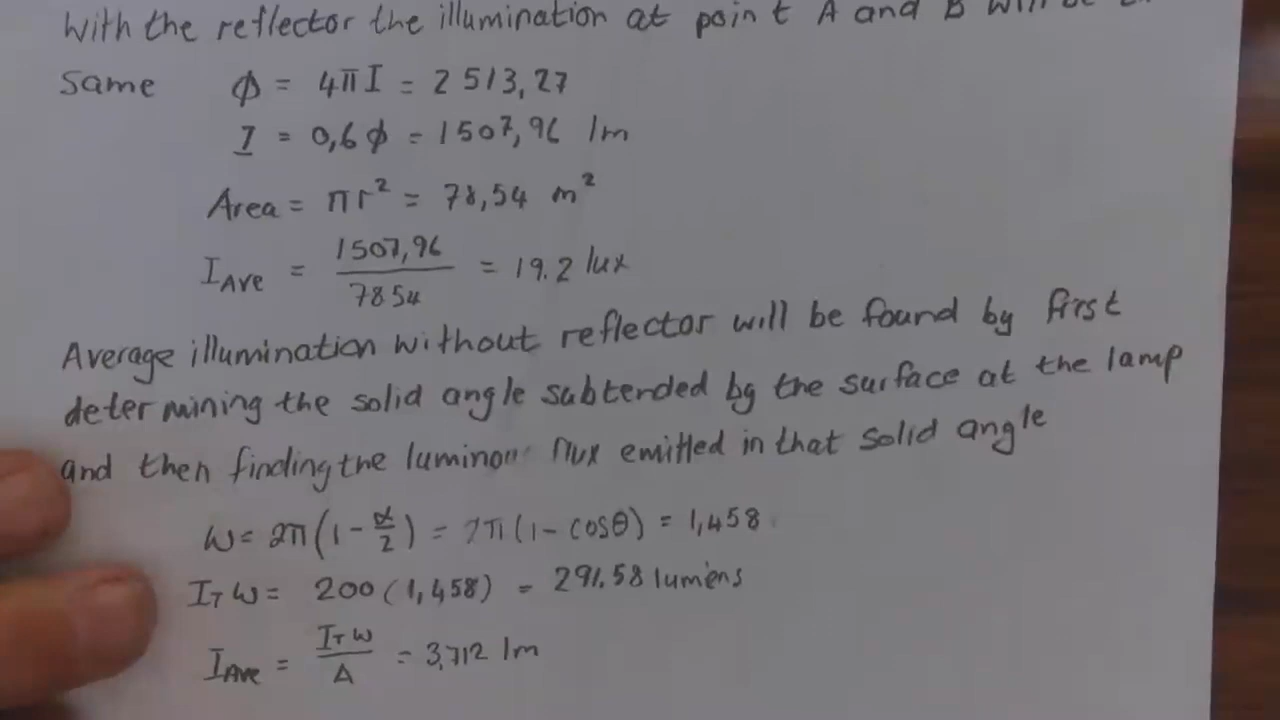 With the reflector the illumination at point A and B will be
Same Φ = 4πI = 2513,27
I = 0,6Φ = 1507,96 lm
Area = πr² = 78,54 m²
I_AVE = 1507,96 / 7854 = 19.2 lux
Average illumination without reflector will be found by first
determining the solid angle subtended by the surface at the lamp
and then finding the luminous flux emitted in that solid angle
W = 2π(1 - α/2) = 2π(1 - cosθ) = 1,458
I_T W = 200 (1,458) = 291.58 lumens
I_AVE = I_T W / A = 3,712 lm